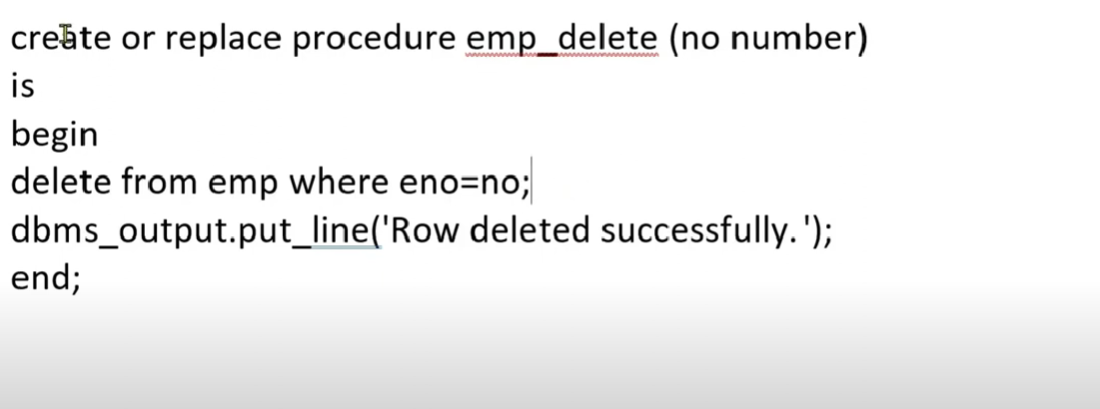 create or replace procedure emp_delete (no number)
is
begin
delete from emp where eno=no;
dbms_output.put_line('Row deleted successfully. ');
end;